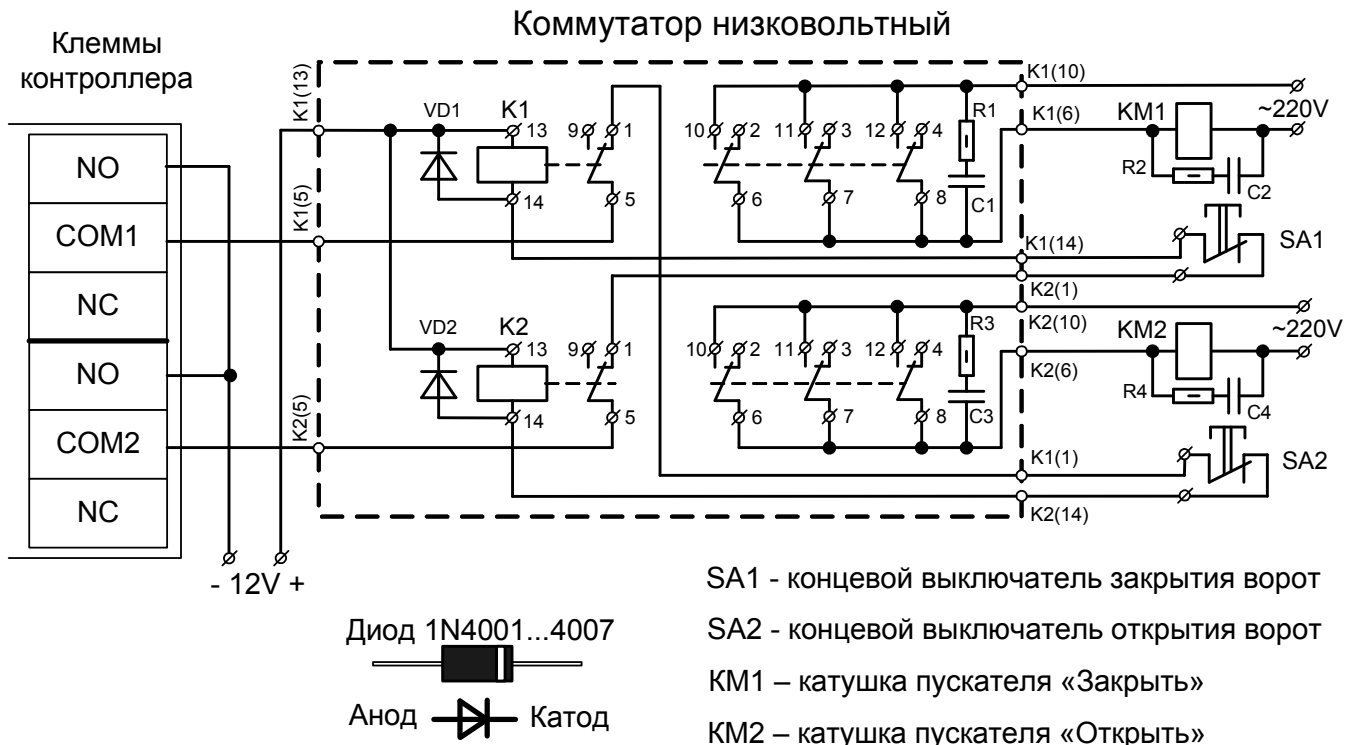 Коммутатор низковольтный
Клеммы
контроллера
NO
COM1
NC
NO
COM2
NC
- 12V +
K1(13)
K1(5)
K2(5)
VD1
K1
13
14
9
1
5
10
2
11
3
12
4
6
7
8
R1
C1
K1(10)
K1(6)
KM1
~220V
R2
C2
K1(14)
SA1
K2(1)
VD2
K2
13
14
9
1
5
10
2
11
3
12
4
6
7
8
R3
C3
K2(10)
K2(6)
KM2
~220V
R4
C4
K1(1)
SA2
K2(14)
Диод 1N4001...4007
Анод
Катод
SA1 - концевой выключатель закрытия ворот
SA2 - концевой выключатель открытия ворот
КМ1 – катушка пускателя «Закрыть»
КМ2 – катушка пускателя «Открыть»